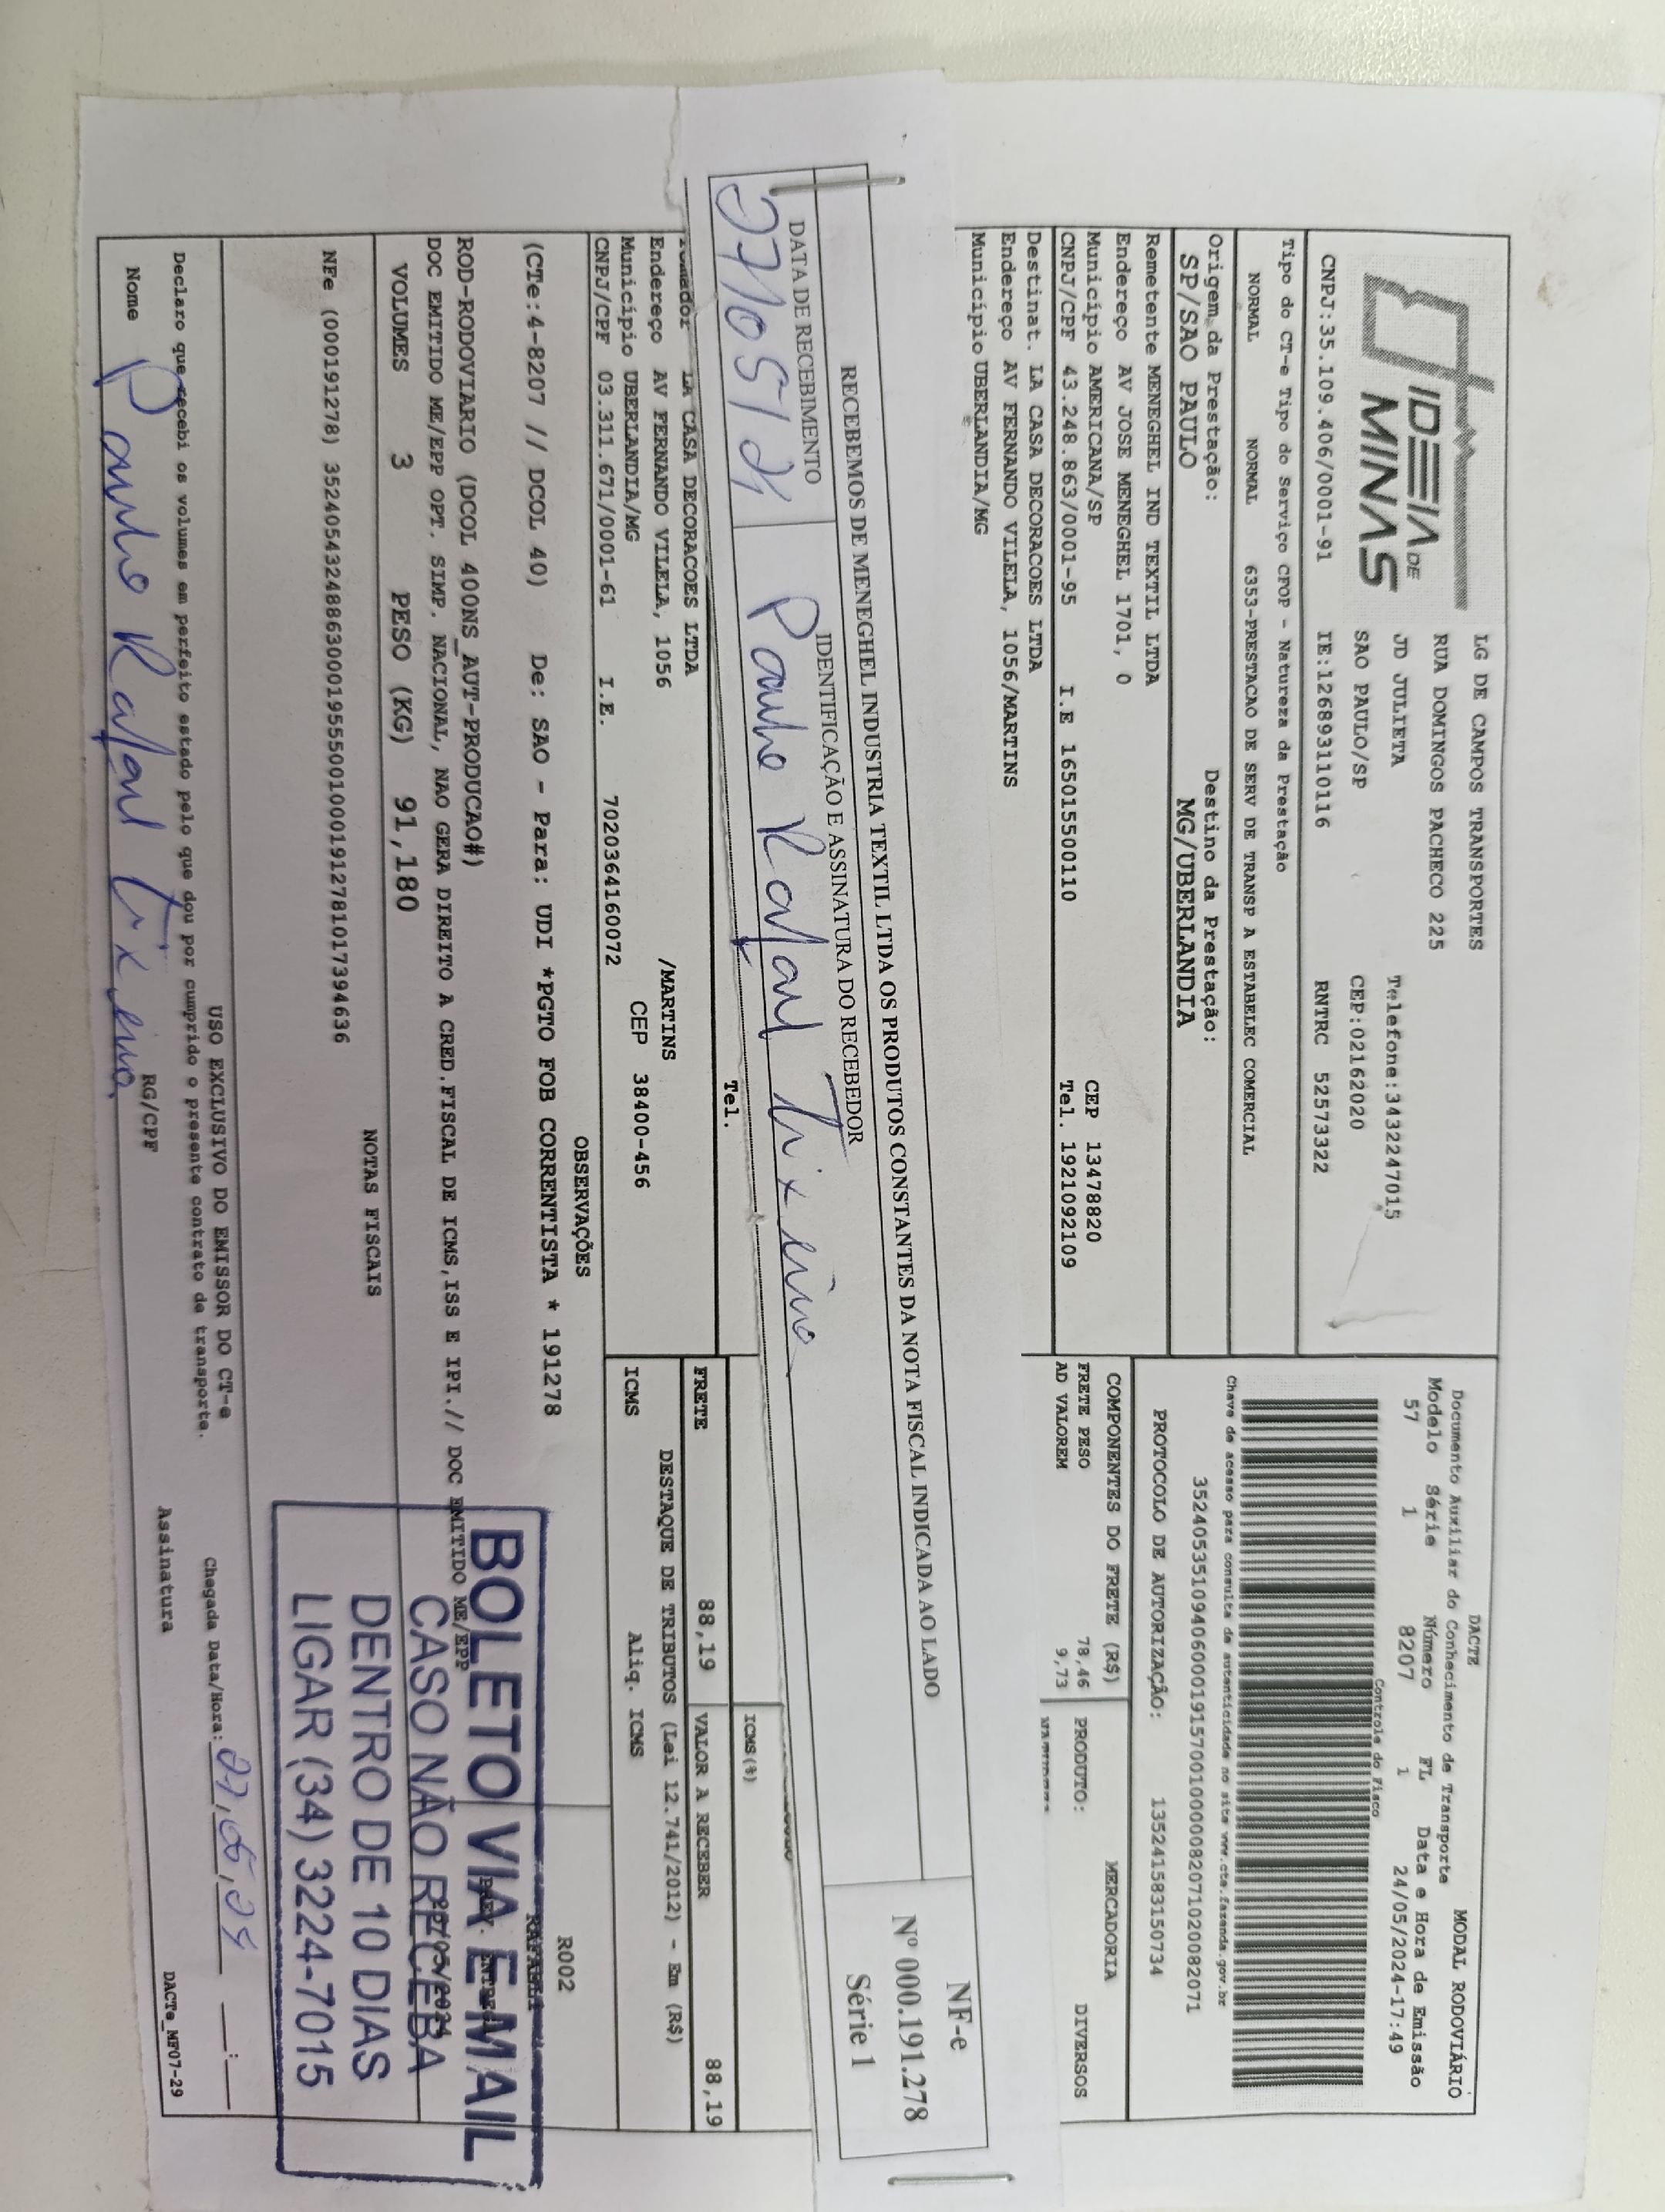 IDEIA DE MINAS
LG DE CAMPOS TRANSPORTES
RUA DOMINGOS PACHECO 225
JD JULIETA Telefone:3432247015
SAO PAULO/SP CEP:02162020
CNPJ:35.109.406/0001-91 IE:126893110116 RNTRC 52573322
Tipo do CT-e Tipo do Serviço CFOP - Natureza da Prestação
NORMAL NORMAL 6353-PRESTACAO DE SERV DE TRANSP A ESTABELEC COMERCIAL
Origem da Prestação: Destino da Prestação:
SP/SAO PAULO MG/UBERLANDIA
Remetente MENEGHEL IND TEXTIL LTDA
Endereço AV JOSE MENEGHEL 1701, 0
Município AMERICANA/SP CEP 13478820
CNPJ/CPF 43.248.863/0001-95 I.E 165015500110 Tel. 1921092109
Destinat. LA CASA DECORACOES LTDA
Endereço AV FERNANDO VILELA, 1056/MARTINS
Município UBERLANDIA/MG
DACTE MODAL RODOVIÁRIO
Documento Auxiliar do Conhecimento de Transporte
Modelo Série Número FL Data e Hora de Emissão
57 1 8207 1 24/05/2024-17:49
Controle do Fisco
Chave de acesso para consulta de autenticidade no site www.cte.fazenda.gov.br
35240535109406000191570010000082071020082071
PROTOCOLO DE AUTORIZAÇÃO: 135241583150734
COMPONENTES DO FRETE (R$) MERCADORIA
FRETE PESO 78,46 PRODUTO: DIVERSOS
AD VALOREM 9,73
RECEBEMOS DE MENEGHEL INDUSTRIA TEXTIL LTDA OS PRODUTOS CONSTANTES DA NOTA FISCAL INDICADA AO LADO
DATA DE RECEBIMENTO IDENTIFICAÇÃO E ASSINATURA DO RECEBEDOR
27/05/24 Paulo Rafael
NF-e
Nº 000.191.278
Série 1
Tel.
LA CASA DECORACOES LTDA
Endereço AV FERNANDO VILELA, 1056 /MARTINS
Município UBERLANDIA/MG CEP 38400-456
CNPJ/CPF 03.311.671/0001-61 I.E. 7020364160072
ICMS(%)
FRETE 88,19 VALOR A RECEBER 88,19
DESTAQUE DE TRIBUTOS (Lei 12.741/2012) - Em (R$)
ICMS Aliq. ICMS
OBSERVAÇÕES
R002
(CTe:4-8207 // DCOL 40) De: SAO - Para: UDI *PGTO FOB CORRENTISTA * 191278
ROD-RODOVIARIO (DCOL 400NS_AUT-PRODUCAO#)
DOC EMITIDO ME/EPP OPT. SIMP. NACIONAL, NAO GERA DIREITO A CRED.FISCAL DE ICMS,ISS E IPI.// DOC EMITIDO ME/EPP
VOLUMES 3 PESO (KG) 91,180
NOTAS FISCAIS
NFe (000191278) 35240543248863000195550010001912781017394636
BOLETO VIA E-MAIL
CASO NÃO RECEBA
DENTRO DE 10 DIAS
LIGAR (34) 3224-7015
USO EXCLUSIVO DO EMISSOR DO CT-e
Declaro que recebi os volumes em perfeito estado pelo que dou por cumprido o presente contrato de transporte.
Chegada Data/Hora: 27/05/24 __:__
Nome Paulo Rafael RG/CPF Assinatura
DACTe_MF07-29